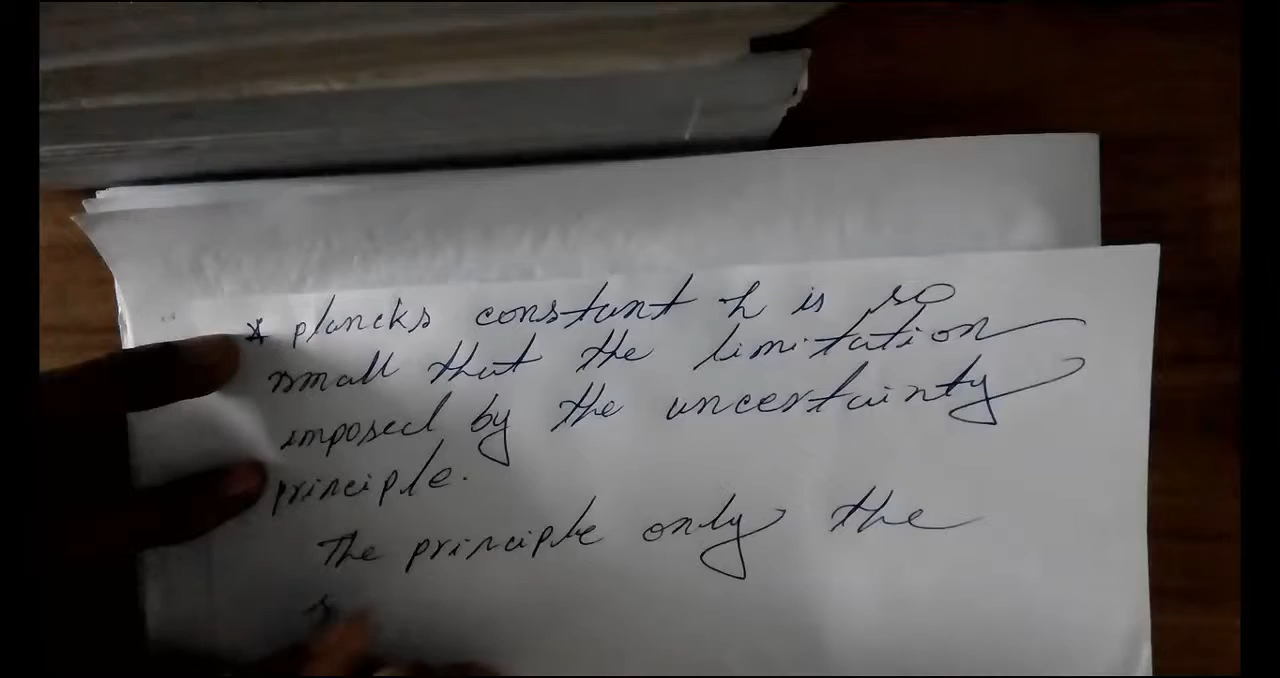 * plancks constant h is so
small that the limitation
imposed by the uncertainty
principle.
The principle only the